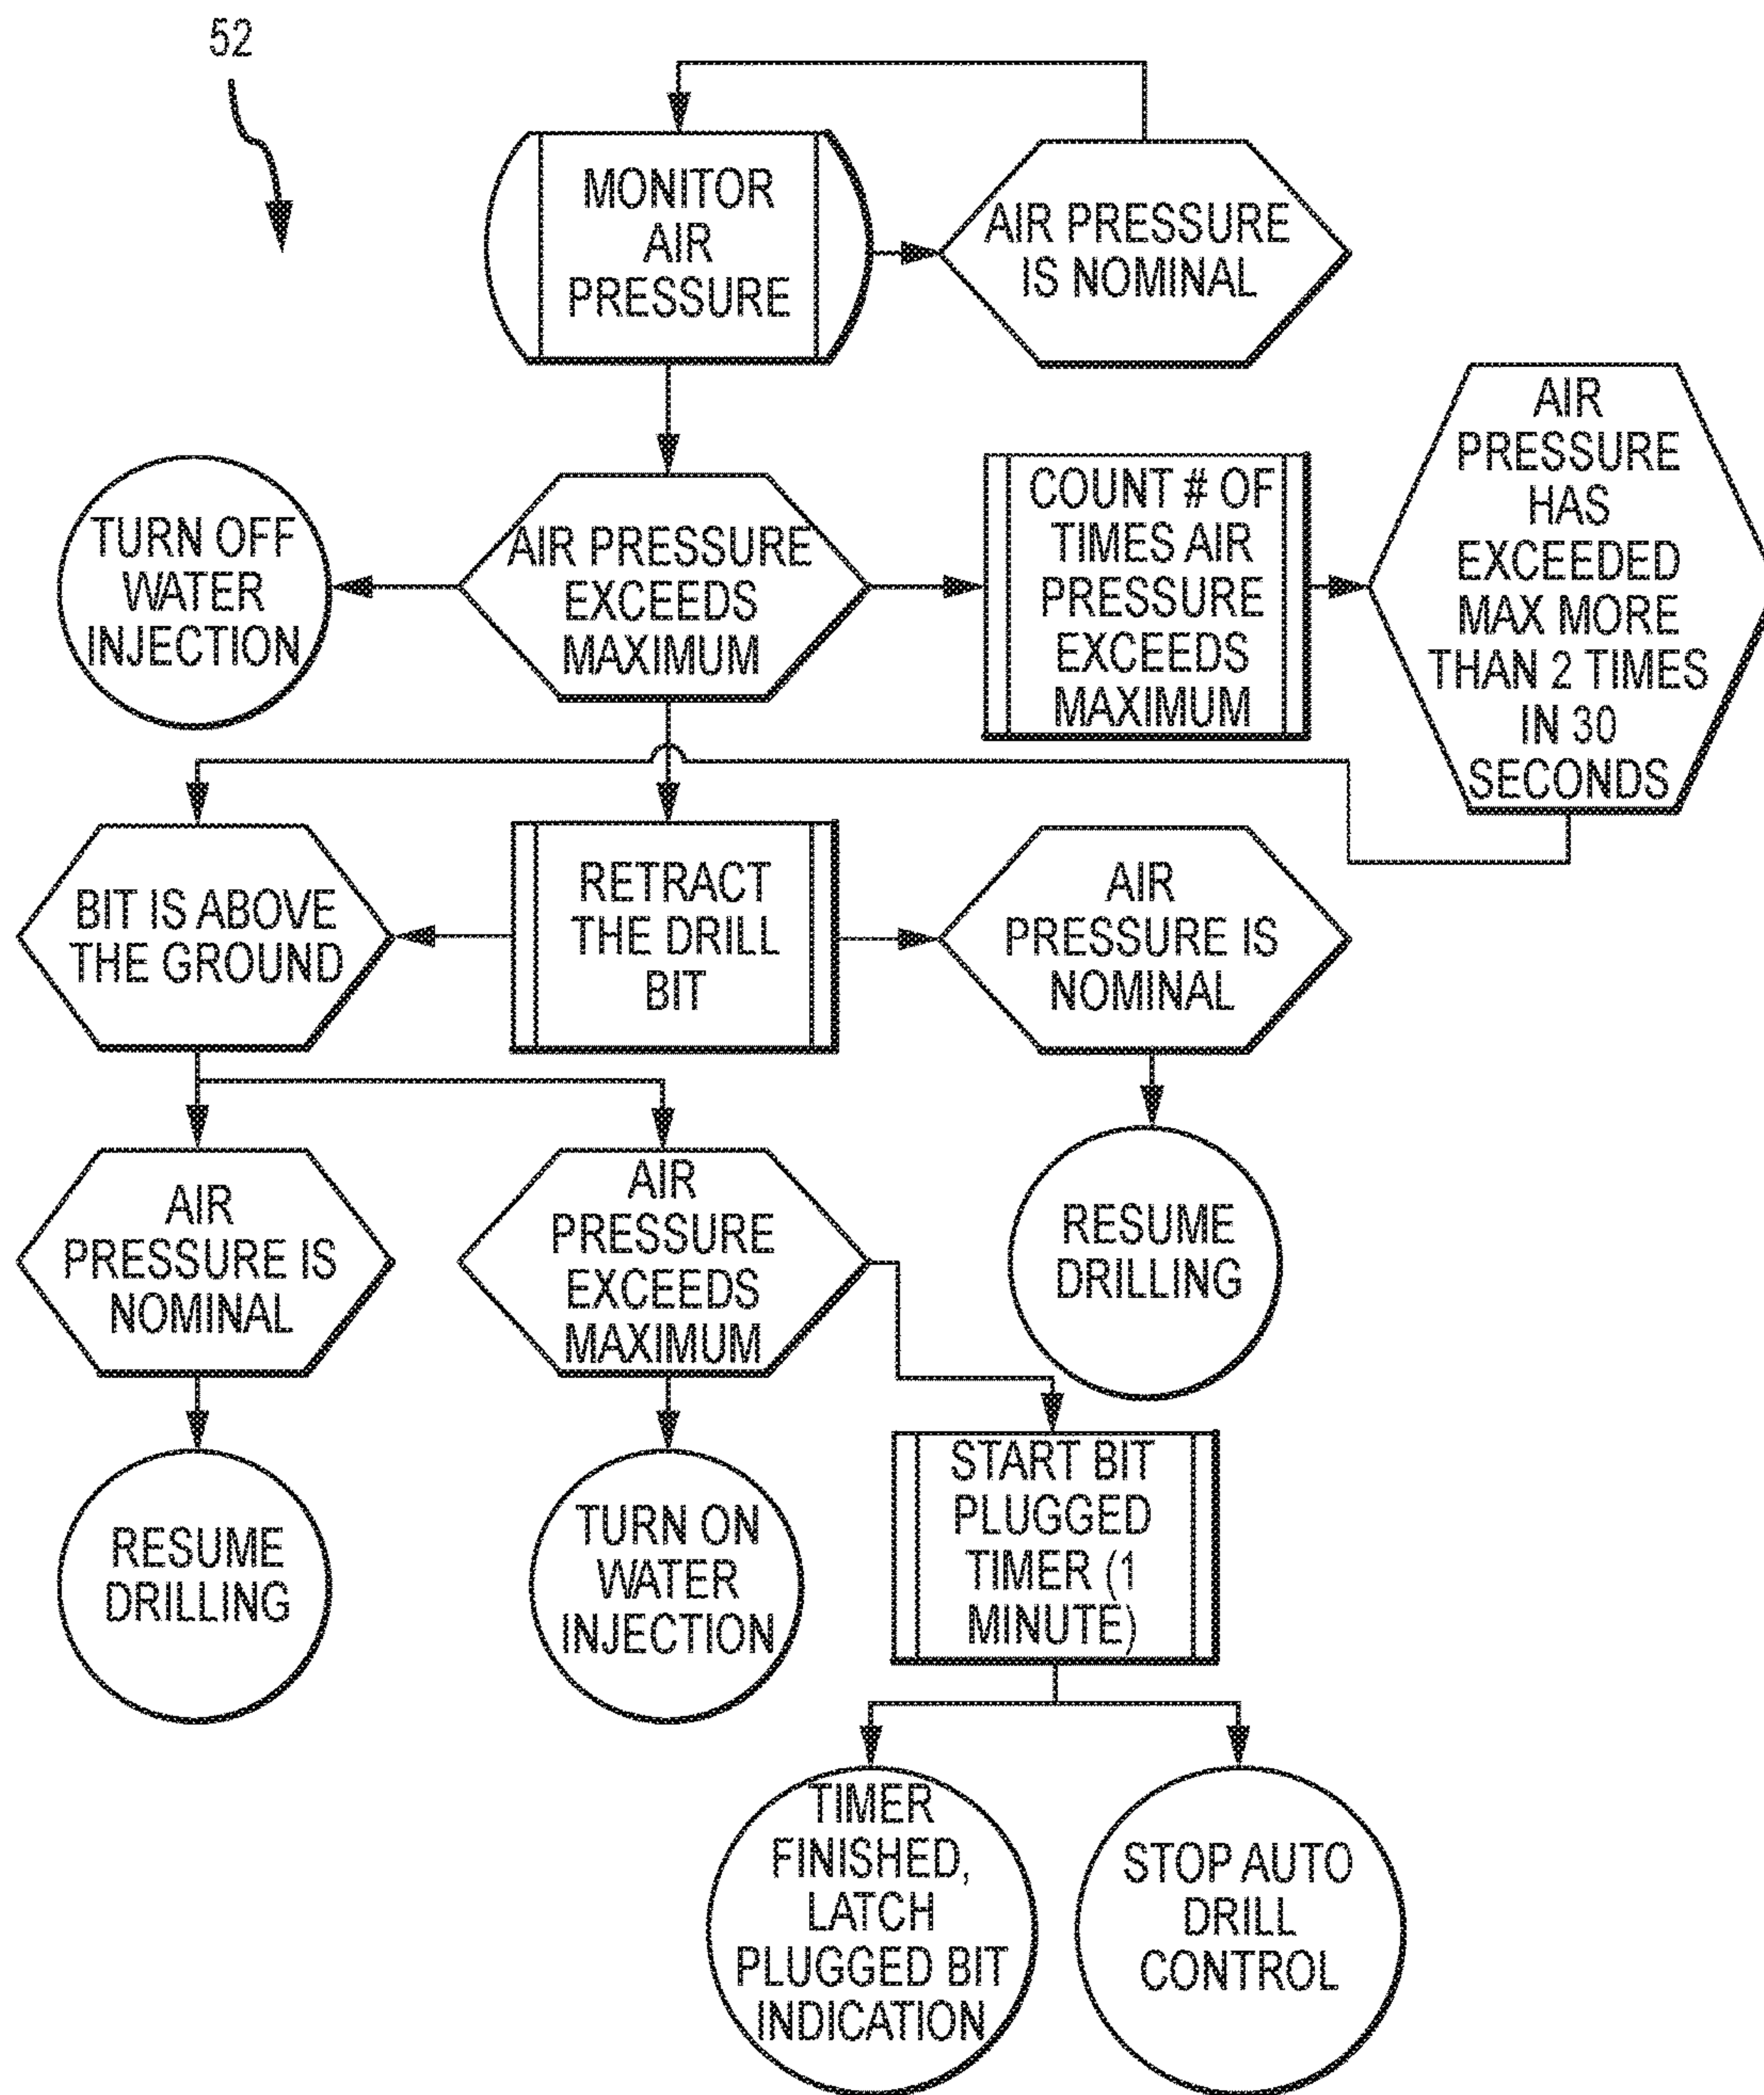 52
MONITOR
AIR
PRESSURE
AIR PRESSURE
IS NOMINAL
TURN OFF
WATER
INJECTION
AIR PRESSURE
EXCEEDS
MAXIMUM
COUNT # OF
TIMES AIR
PRESSURE
EXCEEDS
MAXIMUM
AIR
PRESSURE
HAS
EXCEEDED
MAX MORE
THAN 2 TIMES
IN 30
SECONDS
BIT IS ABOVE
THE GROUND
RETRACT
THE DRILL
BIT
AIR
PRESSURE IS
NOMINAL
AIR
PRESSURE IS
NOMINAL
AIR
PRESSURE
EXCEEDS
MAXIMUM
RESUME
DRILLING
RESUME
DRILLING
TURN ON
WATER
INJECTION
START BIT
PLUGGED
TIMER (1
MINUTE)
TIMER
FINISHED,
LATCH
PLUGGED BIT
INDICATION
STOP AUTO
DRILL
CONTROL